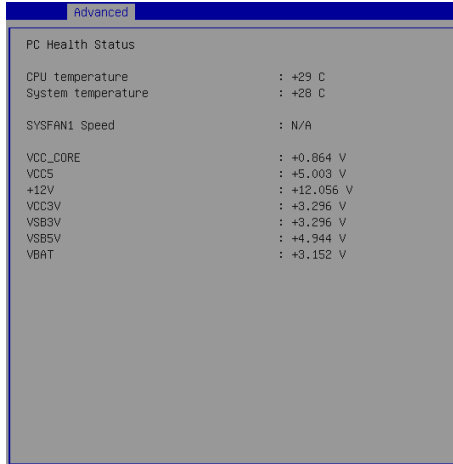 Advanced
PC Health Status
CPU temperature : +29 C
System temperature : +28 C
SYSFAN1 Speed : N/A
VCC_CORE : +0.864 V
VCC5 : +5.003 V
+12V : +12.056 V
VCC3V : +3.296 V
VSB3V : +3.296 V
VSB5V : +4.944 V
VBAT : +3.152 V